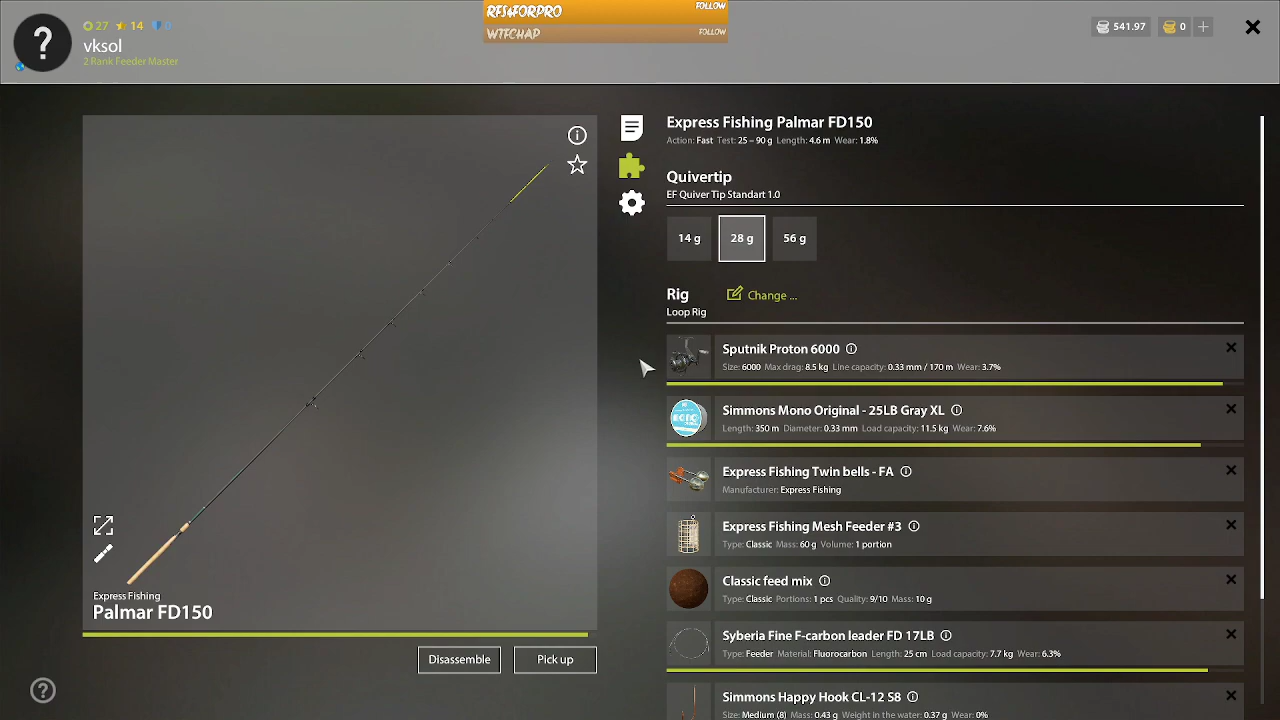 RFS4FORPRO FOLLOW
WTFCHAP FOLLOW
27 14 0
vksol
2 Rank Feeder Master
541.97 0
Express Fishing Palmar FD150
Action: Fast Test: 25 – 90 g Length: 4.6 m Wear: 1.8%
Quivertip
EF Quiver Tip Standart 1.0
14 g 28 g 56 g
Rig Change ...
Loop Rig
Sputnik Proton 6000
Size: 6000 Max drag: 8.5 kg Line capacity: 0.33 mm / 170 m Wear: 3.7%
Simmons Mono Original - 25LB Gray XL
Length: 350 m Diameter: 0.33 mm Load capacity: 11.5 kg Wear: 7.6%
Express Fishing Twin bells - FA
Manufacturer: Express Fishing
Express Fishing Mesh Feeder #3
Type: Classic Mass: 60 g Volume: 1 portion
Classic feed mix
Type: Classic Portions: 1 pcs Quality: 9/10 Mass: 10 g
Syberia Fine F-carbon leader FD 17LB
Type: Feeder Material: Fluorocarbon Length: 25 cm Load capacity: 7.7 kg Wear: 6.3%
Simmons Happy Hook CL-12 S8
Size: Medium (8) Mass: 0.43 g Weight in the water: 0.37 g Wear: 0%
Express Fishing
Palmar FD150
Disassemble Pick up